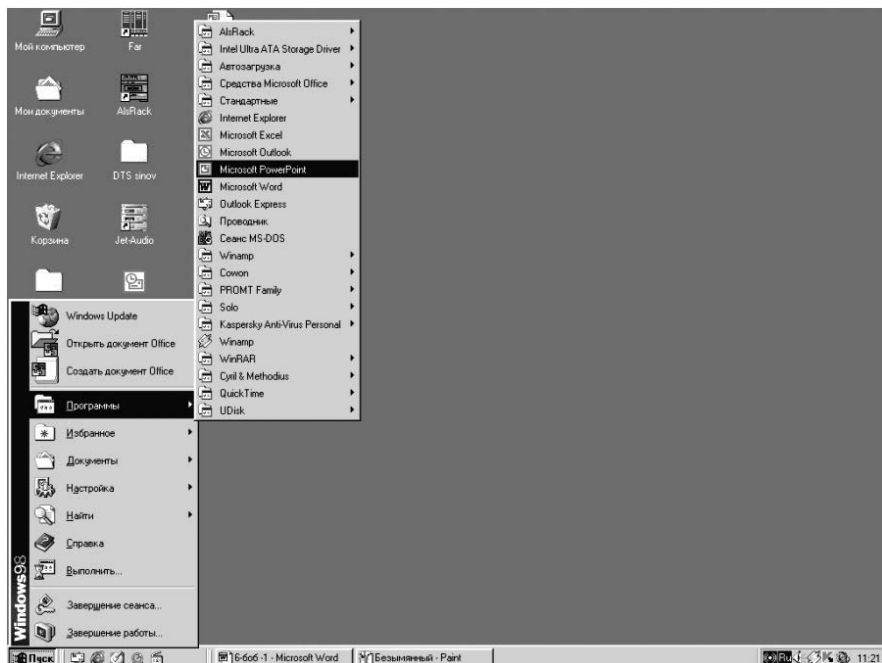 Мой компьютер
Far
Мои документы
AlsRack
Internet Explorer
DTS sinov
Корзина
Jet-Audio
AlsRack
Intel Ultra ATA Storage Driver
Автозагрузка
Средства Microsoft Office
Стандартные
Internet Explorer
Microsoft Excel
Microsoft Outlook
Microsoft PowerPoint
Microsoft Word
Outlook Express
Проводник
Сеанс MS-DOS
Winamp
Cowon
PROMT Family
Solo
Kaspersky Anti-Virus Personal
Winamp
WinRAR
Cyril & Methodius
QuickTime
UDisk
Windows Update
Открыть документ Office
Создать документ Office
Программы
Избранное
Документы
Настройка
Найти
Справка
Выполнить...
Завершение сеанса...
Завершение работы...
Windows98
Пуск
16-боб -1 - Microsoft Word
Безымянный - Paint
Ru
11:21